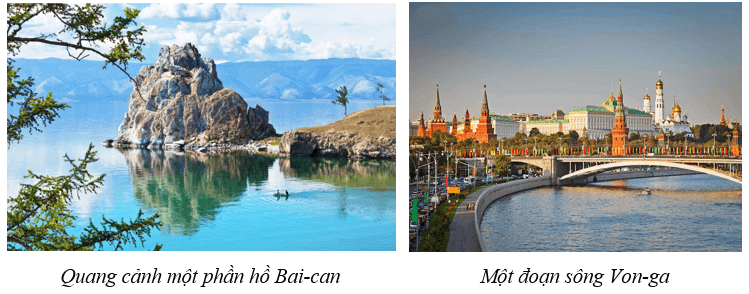 Quang cảnh một phần hồ Bai-can
Một đoạn sông Von-ga